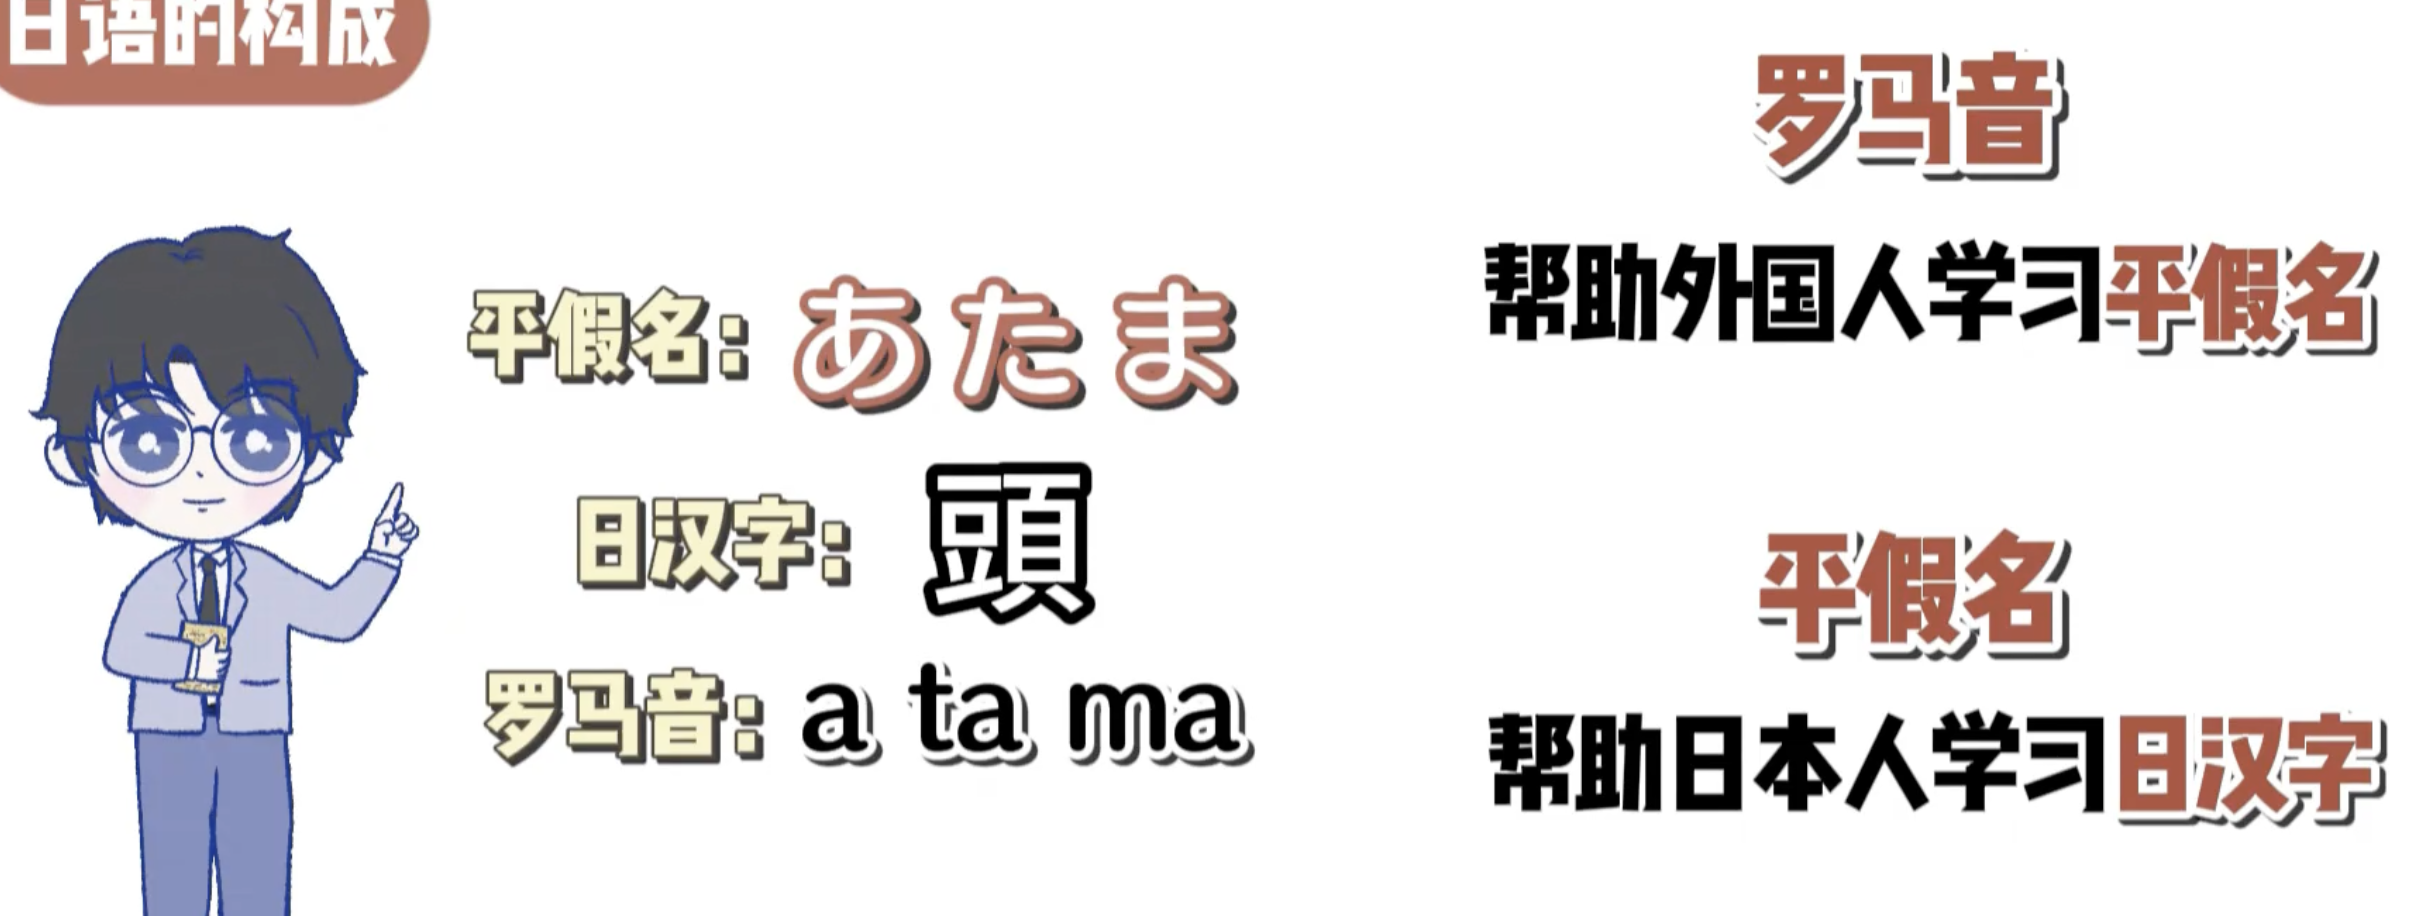 日语的构成
平假名：あたま
日汉字：頭
罗马音：a ta ma
罗马音
帮助外国人学习平假名
平假名
帮助日本人学习日汉字